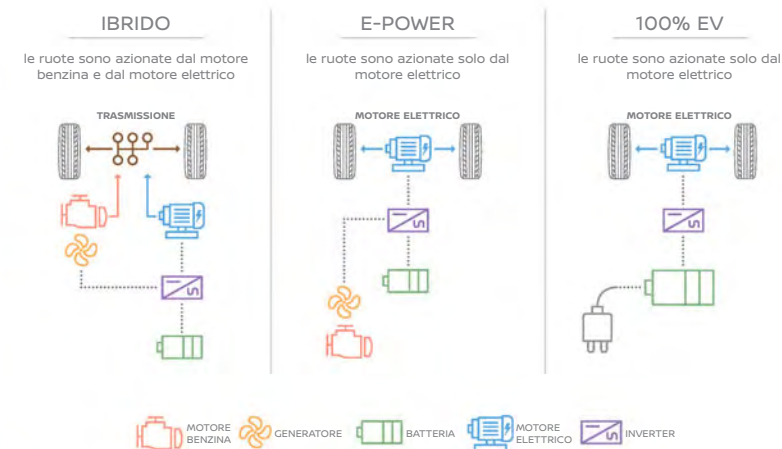 IBRIDO
le ruote sono azionate dal motore
benzina e dal motore elettrico
TRASMISSIONE
E-POWER
le ruote sono azionate solo dal
motore elettrico
MOTORE ELETTRICO
100% EV
le ruote sono azionate solo dal
motore elettrico
MOTORE ELETTRICO
MOTORE
BENZINA
GENERATORE
BATTERIA
MOTORE
ELETTRICO
INVERTER